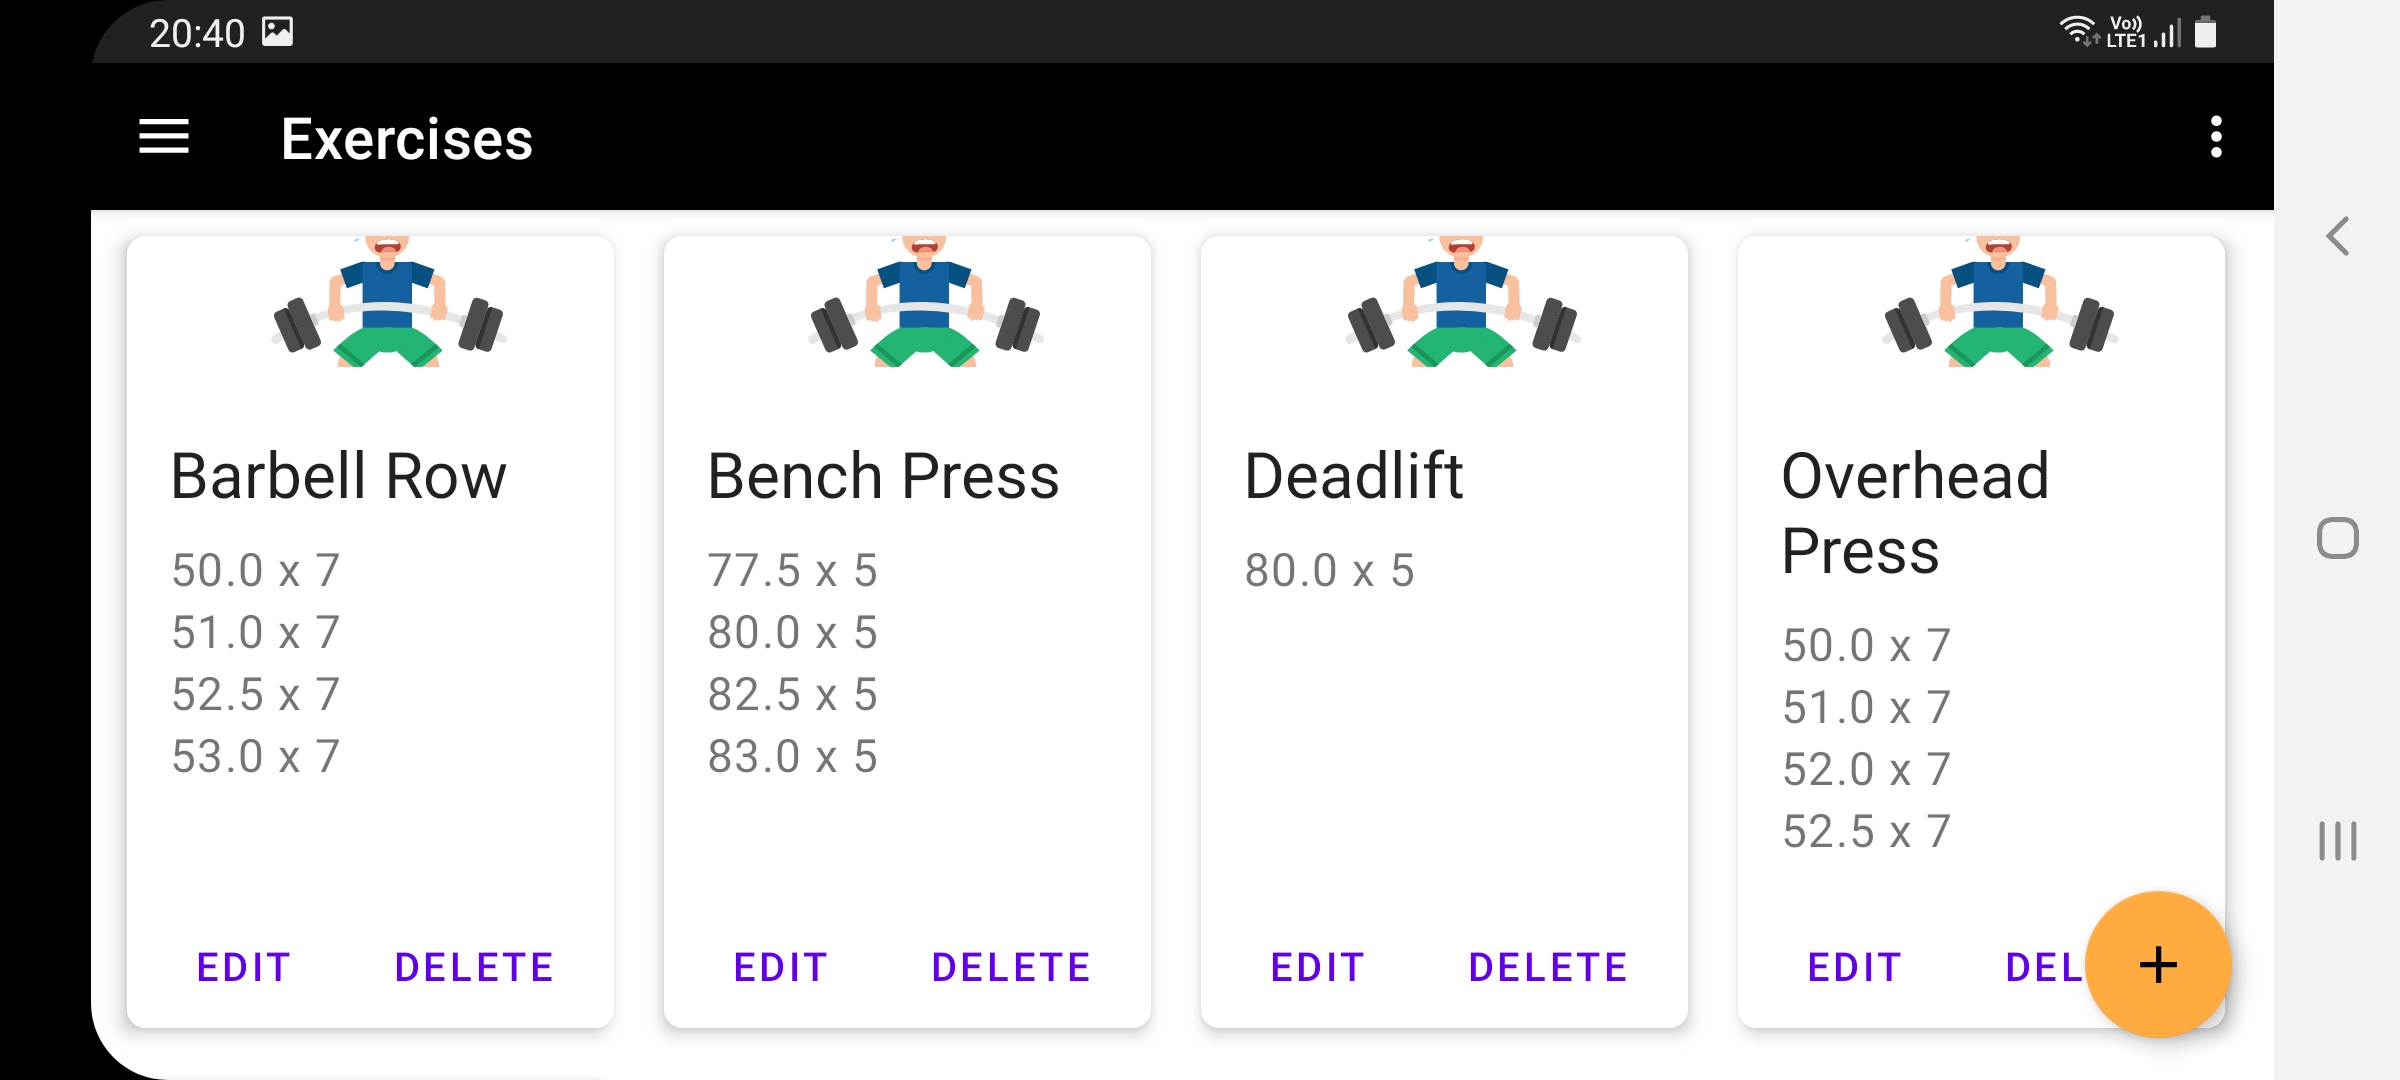 20:40
Vo))
LTE1
Exercises
Barbell Row
50.0 x 7
51.0 x 7
52.5 x 7
53.0 x 7
EDIT DELETE
Bench Press
77.5 x 5
80.0 x 5
82.5 x 5
83.0 x 5
EDIT DELETE
Deadlift
80.0 x 5
EDIT DELETE
Overhead
Press
50.0 x 7
51.0 x 7
52.0 x 7
52.5 x 7
EDIT DEL
+